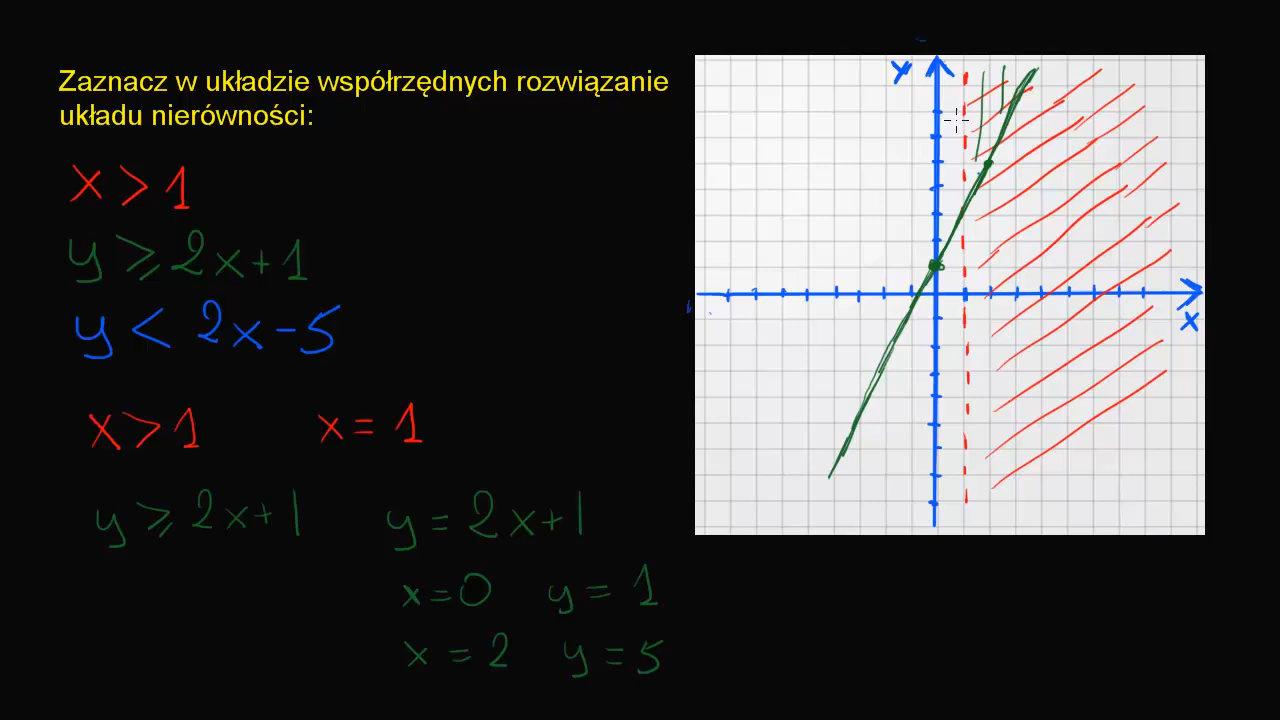 Zaznacz w układzie współrzędnych rozwiązanie
układu nierówności:
x > 1
y ⩾ 2x+1
y < 2x-5
x > 1 x = 1
y ⩾ 2x+1 y = 2x+1
x = 0 y = 1
x = 2 y = 5
y
x